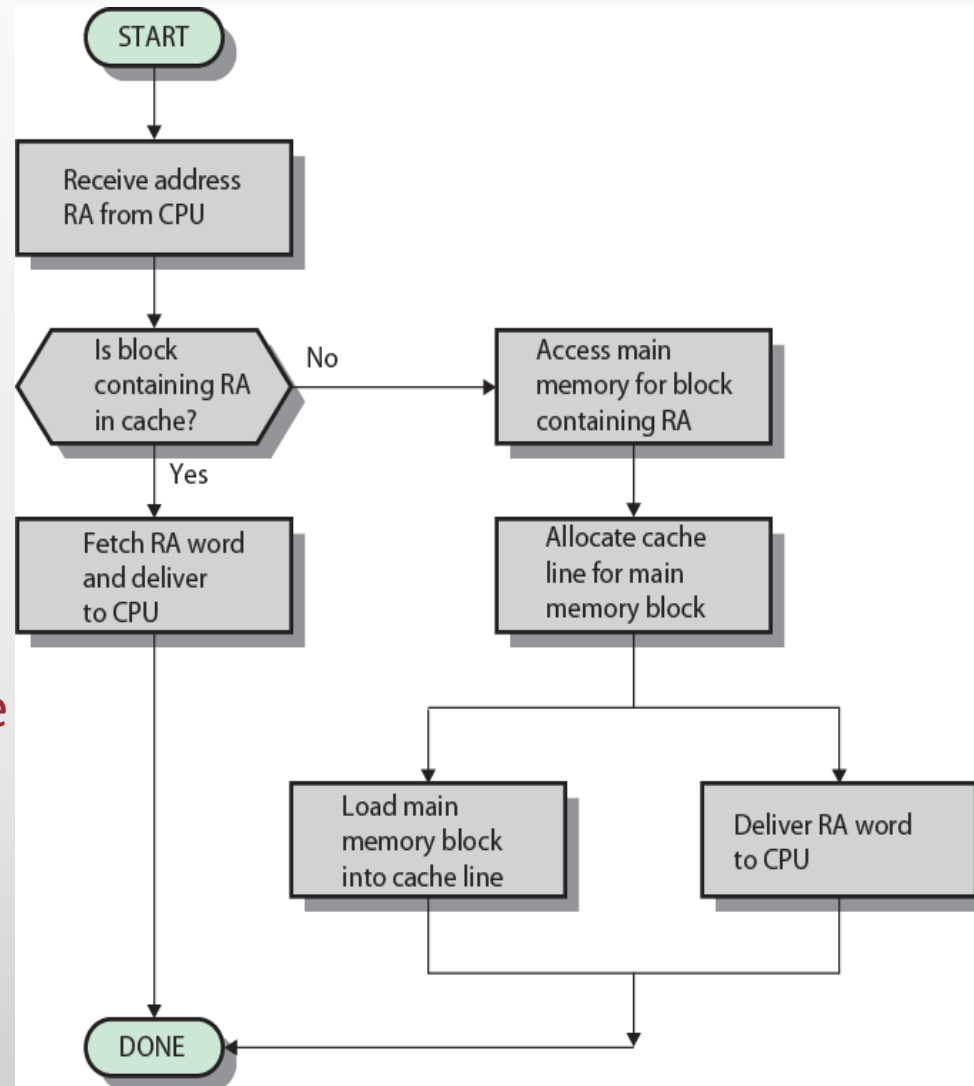 START
Receive address
RA from CPU
Is block
containing RA
in cache?
No
Yes
Access main
memory for block
containing RA
Fetch RA word
and deliver
to CPU
Allocate cache
line for main
memory block
Load main
memory block
into cache line
Deliver RA word
to CPU
DONE